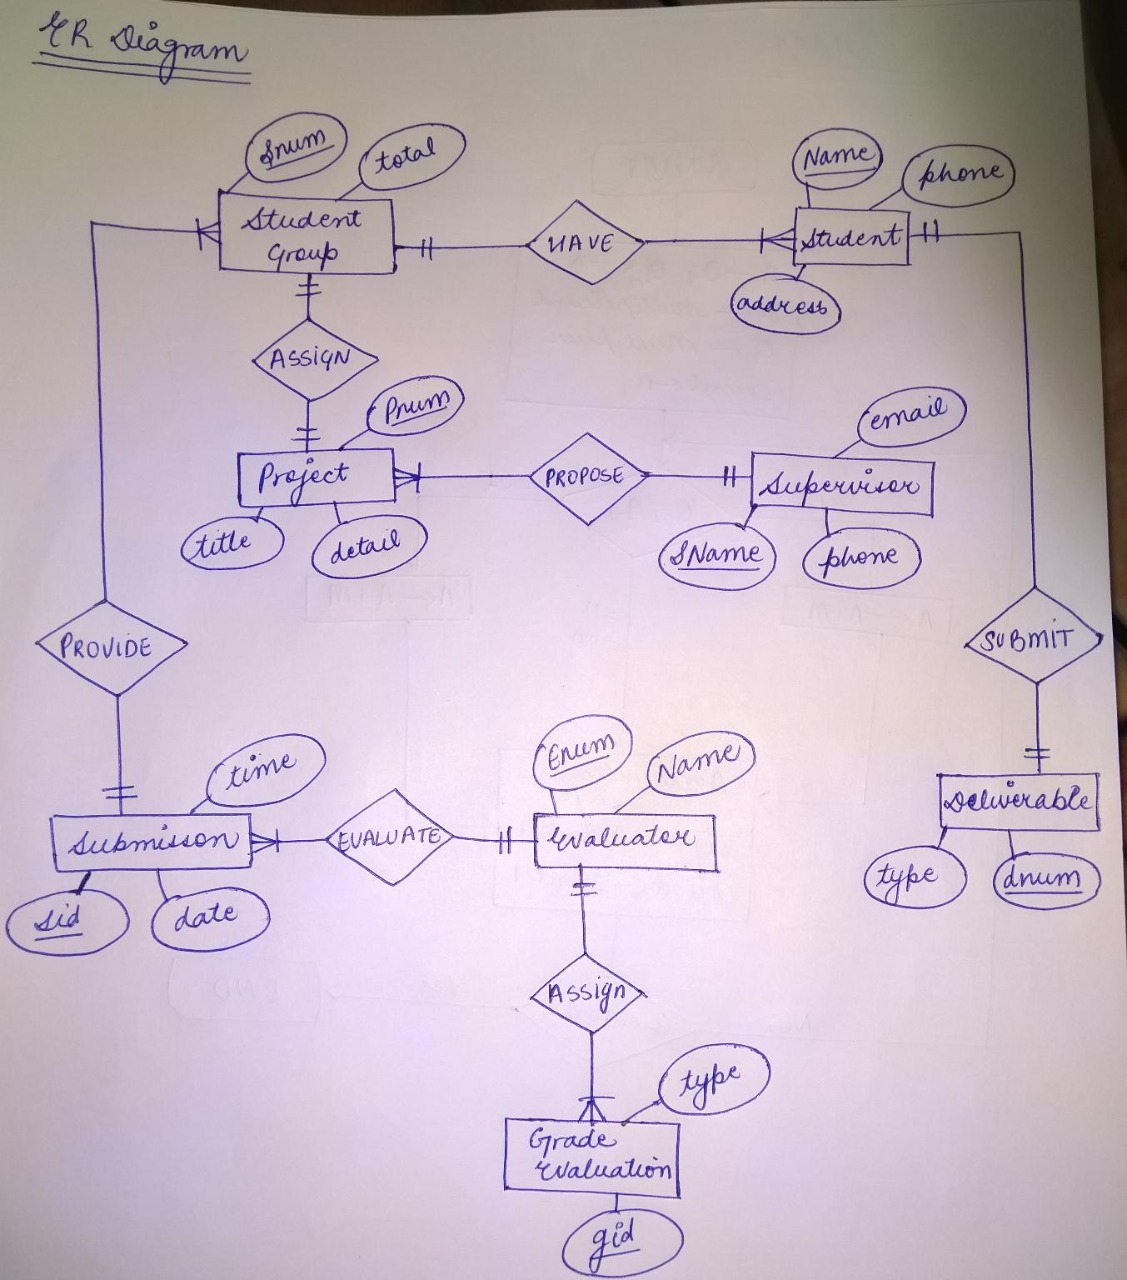 ER Diagram
Snum
total
Name
phone
Student
Group
HAVE
Student
address
ASSIGN
Pnum
email
Project
PROPOSE
Supervisor
title
detail
SName
phone
PROVIDE
SUBMIT
time
Enum
Name
Submisson
EVALUATE
Evaluator
Deliverable
sid
date
type
dnum
Assign
type
Grade
Evaluation
gid